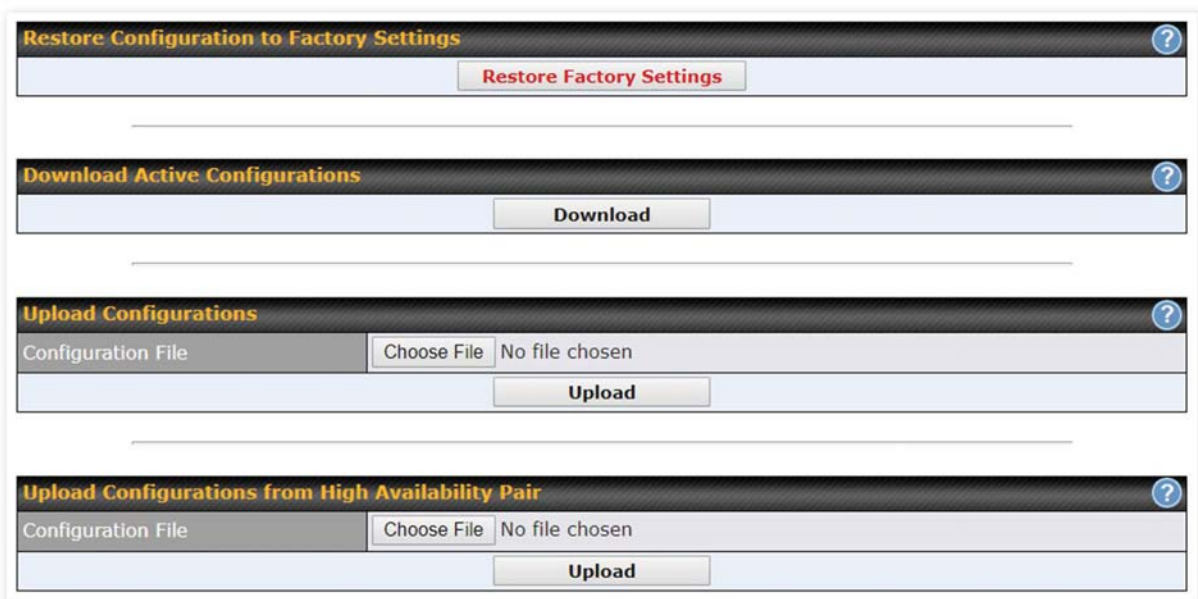 Restore Configuration to Factory Settings ?
Restore Factory Settings
Download Active Configurations ?
Download
Upload Configurations ?
Configuration File Choose File No file chosen
Upload
Upload Configurations from High Availability Pair ?
Configuration File Choose File No file chosen
Upload